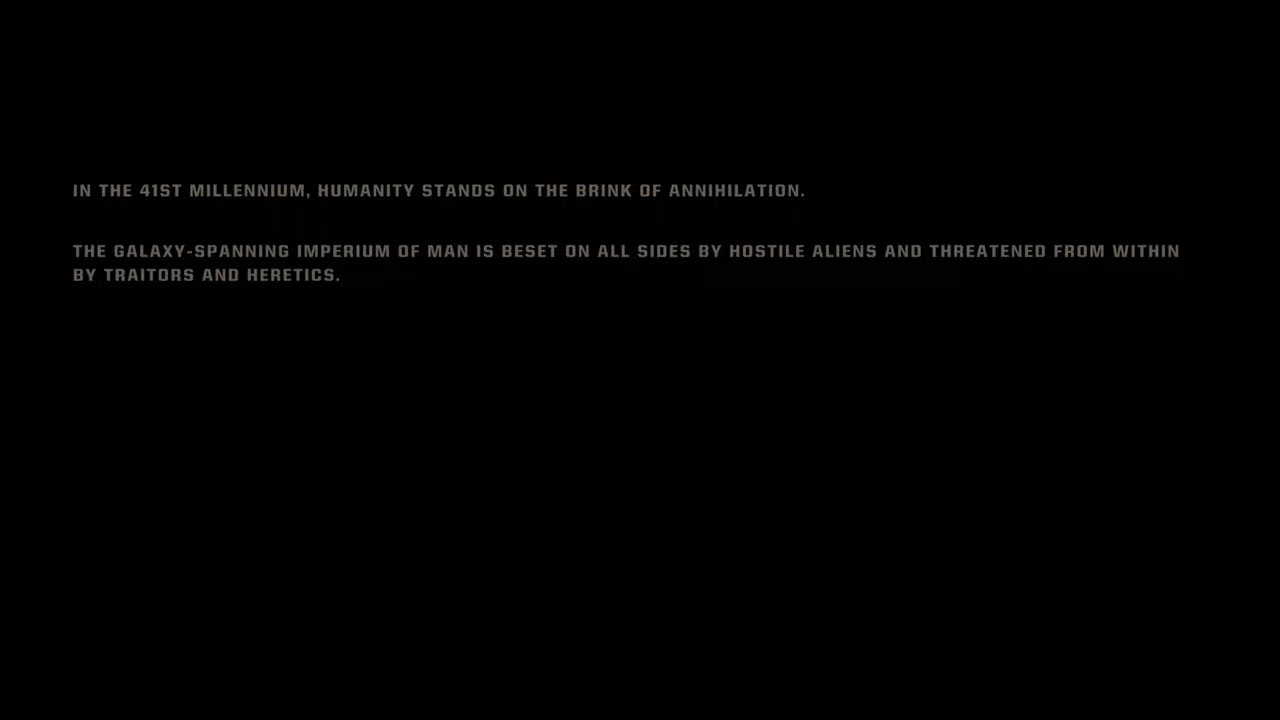 IN THE 41ST MILLENNIUM, HUMANITY STANDS ON THE BRINK OF ANNIHILATION.
THE GALAXY-SPANNING IMPERIUM OF MAN IS BESET ON ALL SIDES BY HOSTILE ALIENS AND THREATENED FROM WITHIN
BY TRAITORS AND HERETICS.